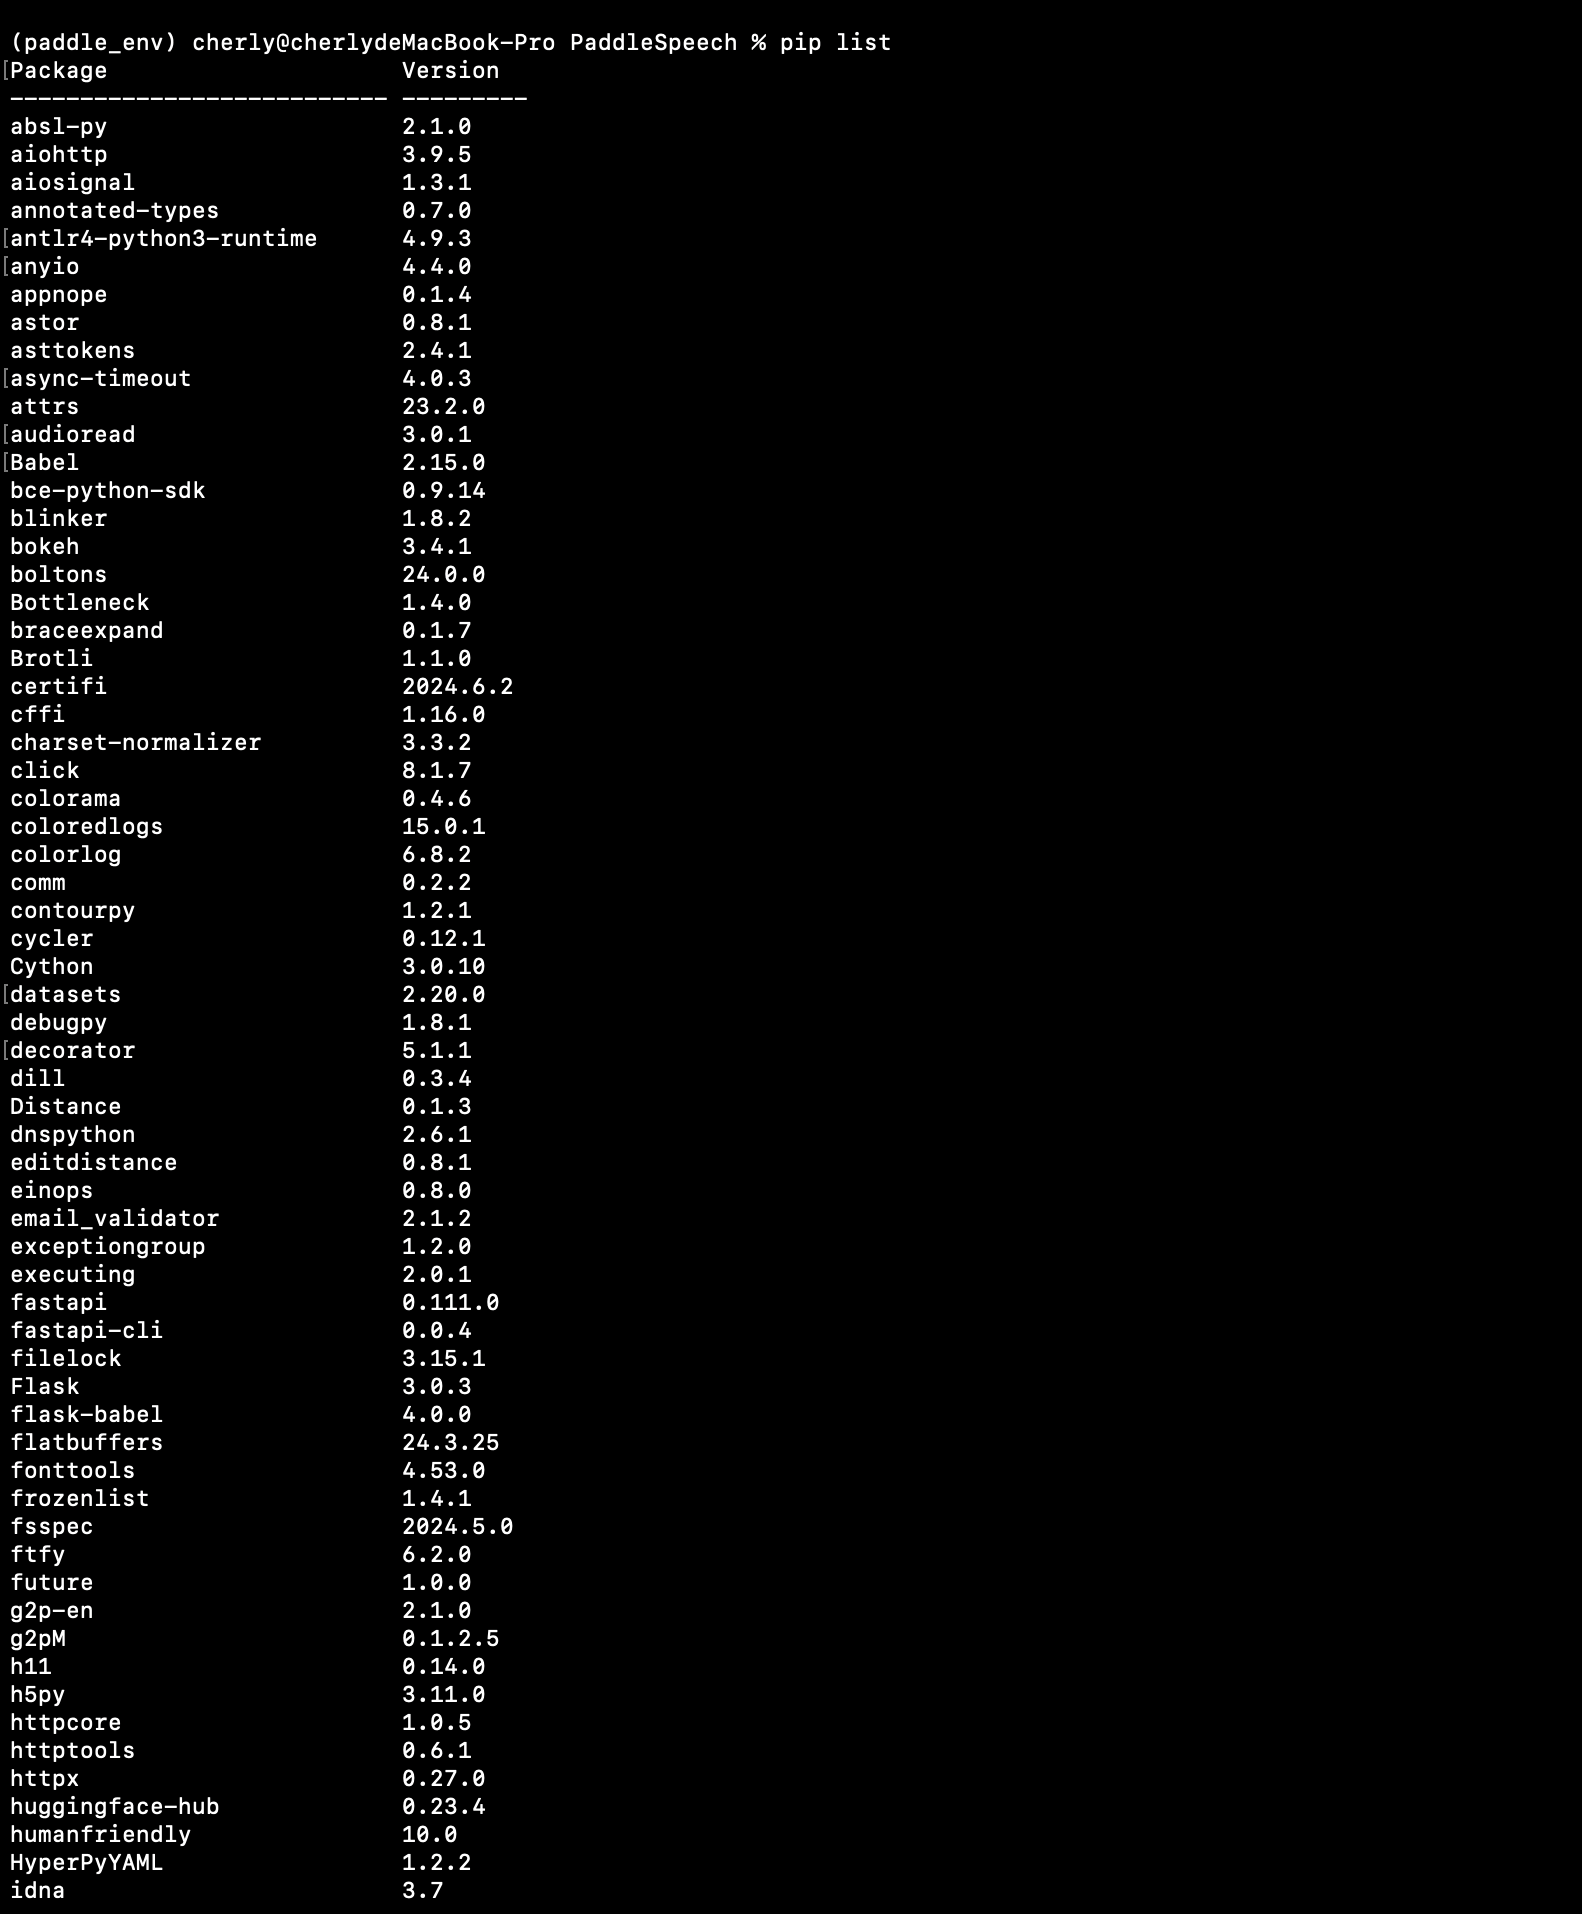 (paddle_env) cherly@cherlydeMacBook-Pro PaddleSpeech % pip list
[Package                     Version
--------------------------- ---------
absl-py                     2.1.0
aiohttp                     3.9.5
aiosignal                   1.3.1
annotated-types             0.7.0
[antlr4-python3-runtime      4.9.3
[anyio                       4.4.0
appnope                     0.1.4
astor                       0.8.1
asttokens                   2.4.1
[async-timeout               4.0.3
attrs                       23.2.0
[audioread                   3.0.1
[Babel                       2.15.0
bce-python-sdk              0.9.14
blinker                     1.8.2
bokeh                       3.4.1
boltons                     24.0.0
Bottleneck                  1.4.0
braceexpand                 0.1.7
Brotli                      1.1.0
certifi                     2024.6.2
cffi                        1.16.0
charset-normalizer          3.3.2
click                       8.1.7
colorama                    0.4.6
coloredlogs                 15.0.1
colorlog                    6.8.2
comm                        0.2.2
contourpy                   1.2.1
cycler                      0.12.1
Cython                      3.0.10
[datasets                    2.20.0
debugpy                     1.8.1
[decorator                   5.1.1
dill                        0.3.4
Distance                    0.1.3
dnspython                   2.6.1
editdistance                0.8.1
einops                      0.8.0
email_validator             2.1.2
exceptiongroup              1.2.0
executing                   2.0.1
fastapi                     0.111.0
fastapi-cli                 0.0.4
filelock                    3.15.1
Flask                       3.0.3
flask-babel                 4.0.0
flatbuffers                 24.3.25
fonttools                   4.53.0
frozenlist                  1.4.1
fsspec                      2024.5.0
ftfy                        6.2.0
future                      1.0.0
g2p-en                      2.1.0
g2pM                        0.1.2.5
h11                         0.14.0
h5py                        3.11.0
httpcore                    1.0.5
httptools                   0.6.1
httpx                       0.27.0
huggingface-hub             0.23.4
humanfriendly               10.0
HyperPyYAML                 1.2.2
idna                        3.7